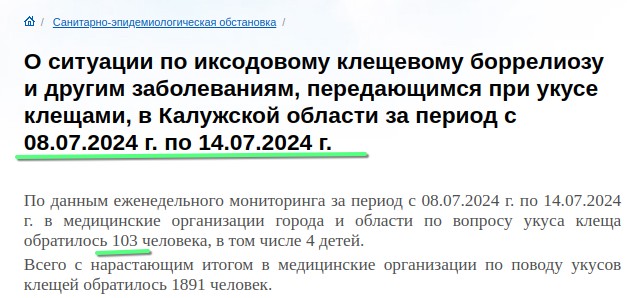 / Санитарно-эпидемиологическая обстановка /
О ситуации по иксодовому клещевому боррелиозу
и другим заболеваниям, передающимся при укусе
клещами, в Калужской области за период с
08.07.2024 г. по 14.07.2024 г.
По данным еженедельного мониторинга за период с 08.07.2024 г. по 14.07.2024
г. в медицинские организации города и области по вопросу укуса клеща
обратилось 103 человека, в том числе 4 детей.
Всего с нарастающим итогом в медицинские организации по поводу укусов
клещей обратилось 1891 человек.